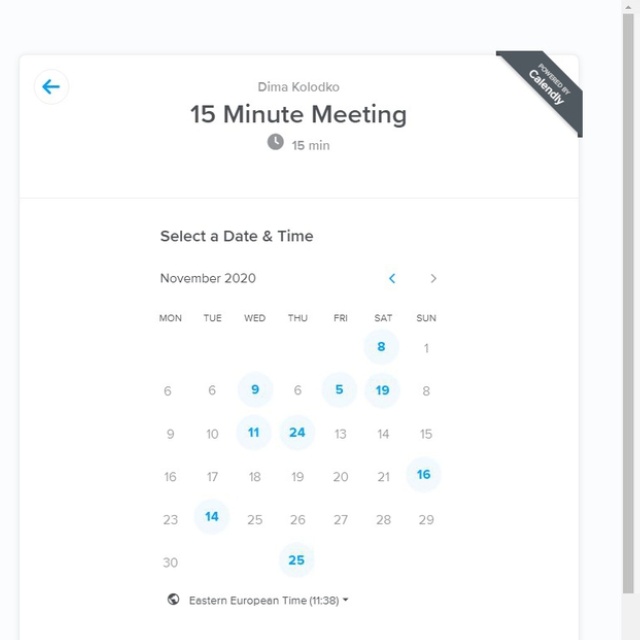 POWERED BY
Calendly
Dima Kolodko
15 Minute Meeting
15 min
Select a Date & Time
November 2020
MON TUE WED THU FRI SAT SUN
8 1
6 6 9 6 5 19 8
9 10 11 24 13 14 15
16 17 18 19 20 21 16
23 14 25 26 27 28 29
30 25
Eastern European Time (11:38)